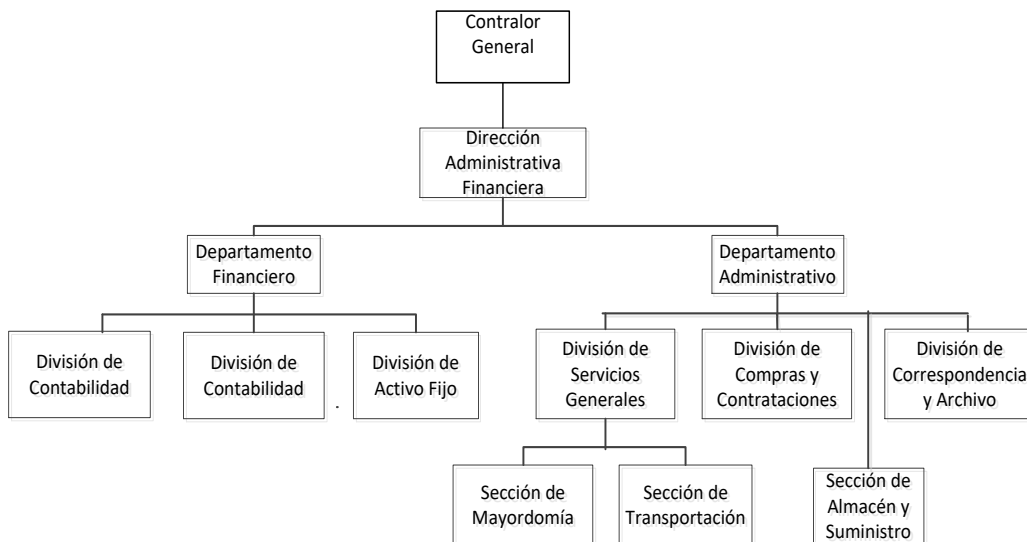 Contralor
General
Dirección
Administrativa
Financiera
Departamento
Financiero
Departamento
Administrativo
División de
Contabilidad
División de
Contabilidad
.
División de
Activo Fijo
División de
Servicios
Generales
División de
Compras y
Contrataciones
División de
Correspondencia
y Archivo
Sección de
Mayordomía
Sección de
Transportación
Sección de
Almacén y
Suministro